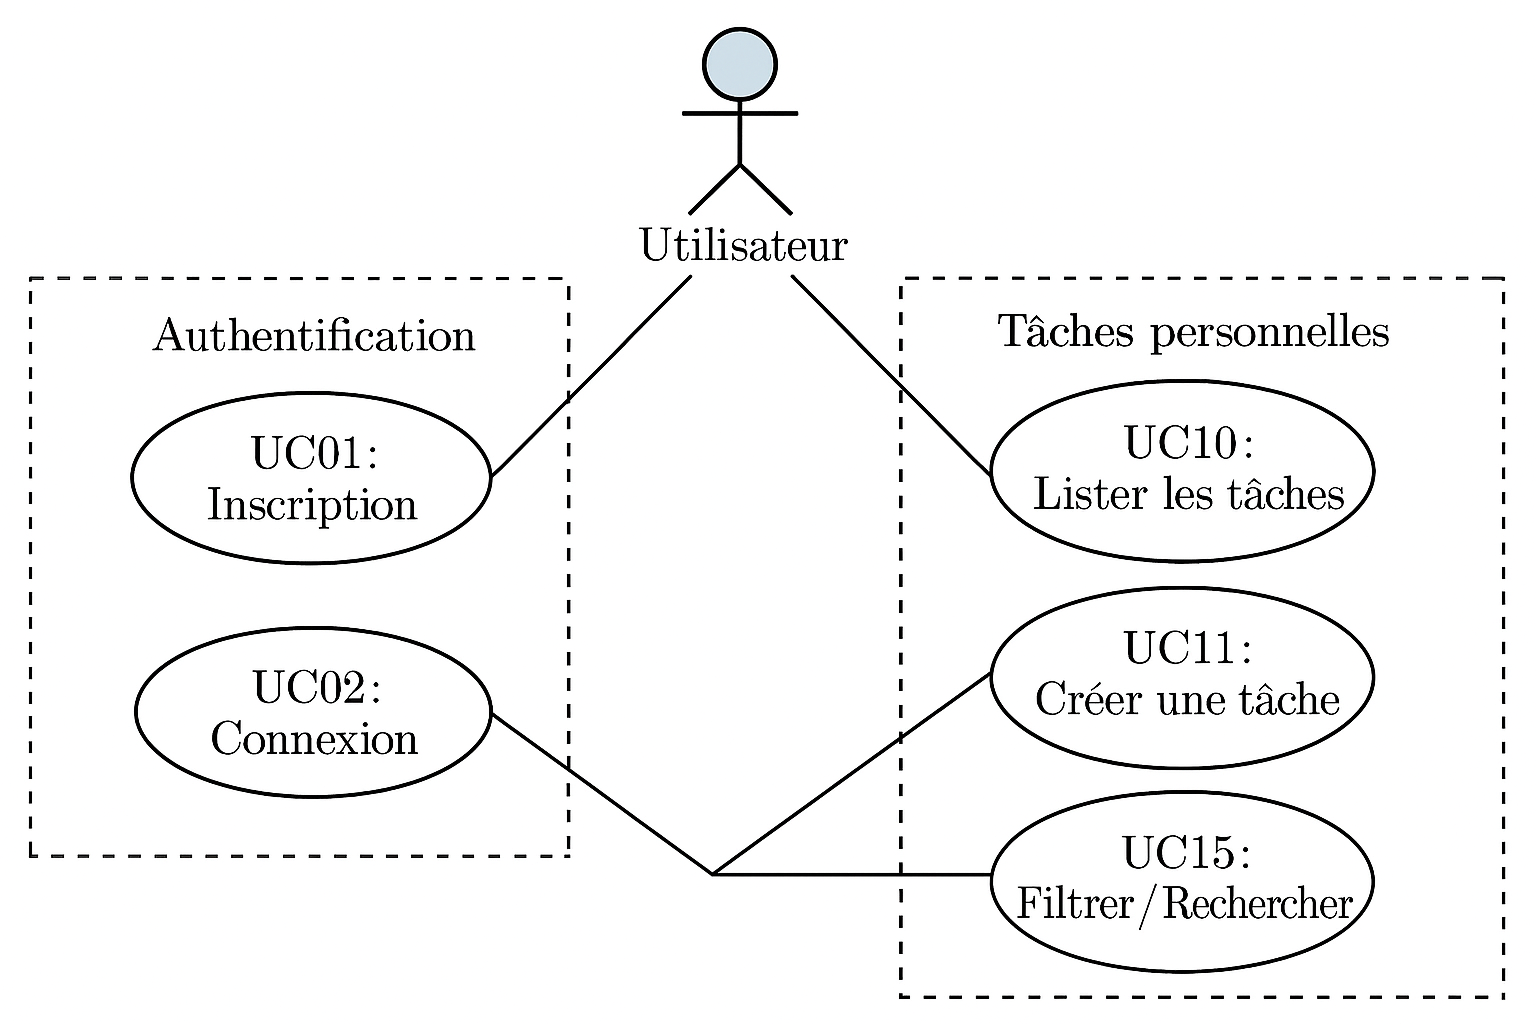 Utilisateur
Authentification
UC01:
Inscription
UC02:
Connexion
Tâches personnelles
UC10:
Lister les tâches
UC11:
Créer une tâche
UC15:
Filtrer/Rechercher